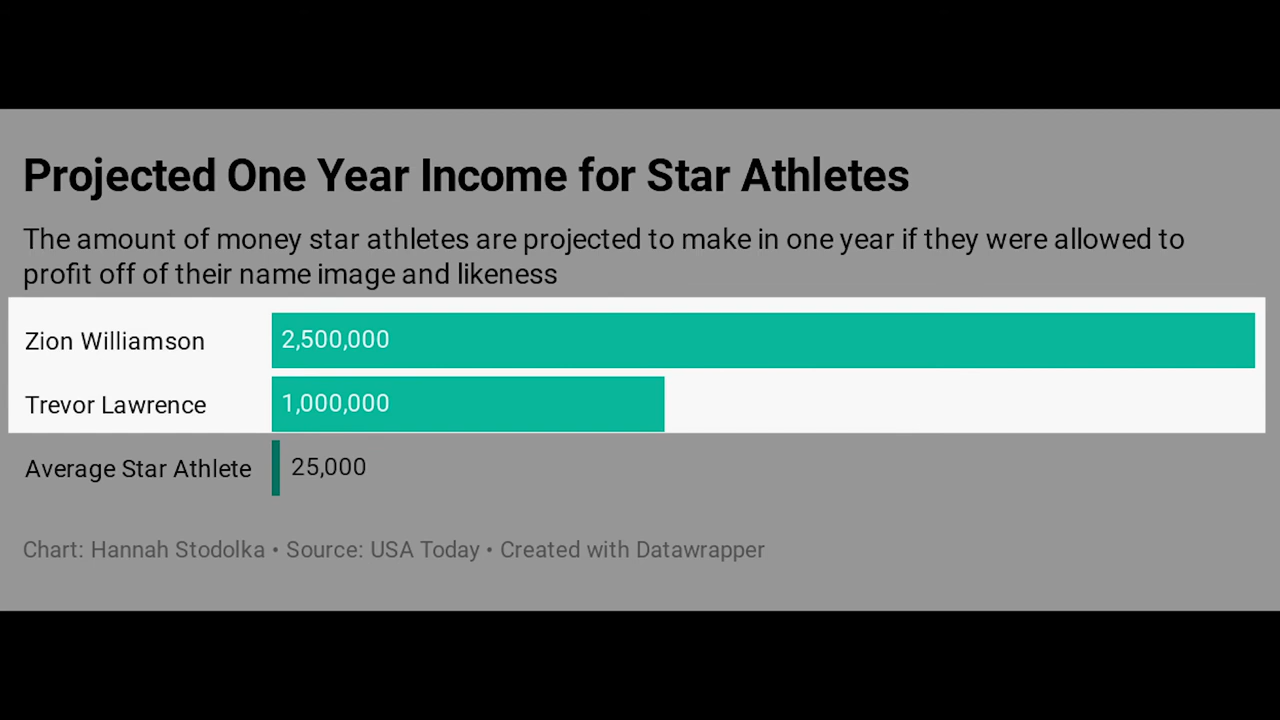 Projected One Year Income for Star Athletes
The amount of money star athletes are projected to make in one year if they were allowed to
profit off of their name image and likeness
Zion Williamson 2,500,000
Trevor Lawrence 1,000,000
Average Star Athlete 25,000
Chart: Hannah Stodolka • Source: USA Today • Created with Datawrapper